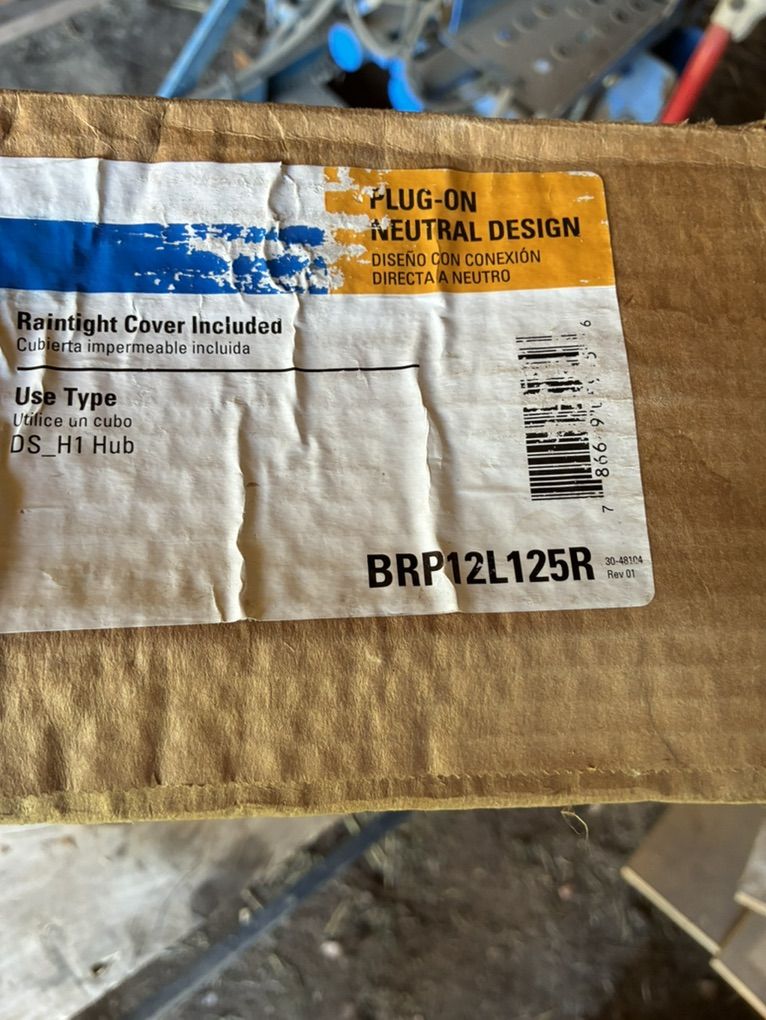 PLUG-ON
NEUTRAL DESIGN
DISEÑO CON CONEXIÓN
DIRECTA A NEUTRO
Raintight Cover Included
Cubierta impermeable incluida
Use Type
Utilice un cubo
DS_H1 Hub
BRP12L125R
30-48104
Rev 01